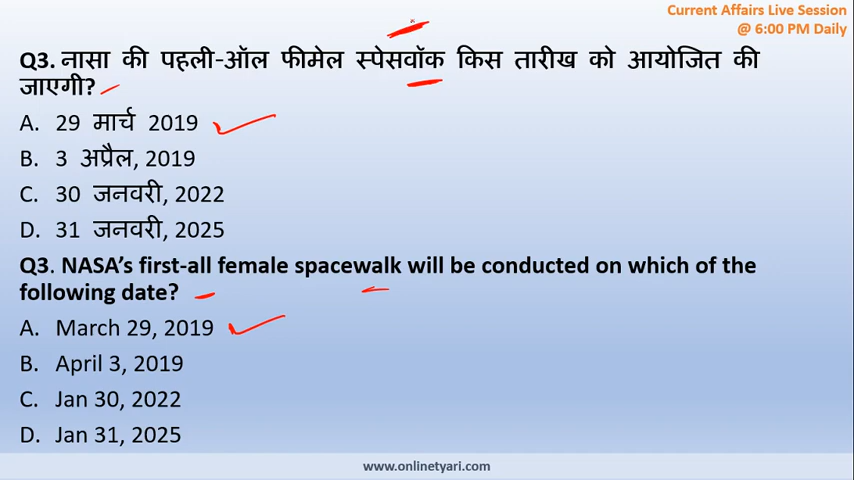 Current Affairs Live Session
@ 6:00 PM Daily
Q3. नासा की पहली-ऑल फीमेल स्पेसवॉक किस तारीख को आयोजित की
जाएगी?
A. 29 मार्च 2019
B. 3 अप्रैल, 2019
C. 30 जनवरी, 2022
D. 31 जनवरी, 2025
Q3. NASA's first-all female spacewalk will be conducted on which of the
following date?
A. March 29, 2019
B. April 3, 2019
C. Jan 30, 2022
D. Jan 31, 2025
www.onlinetyari.com